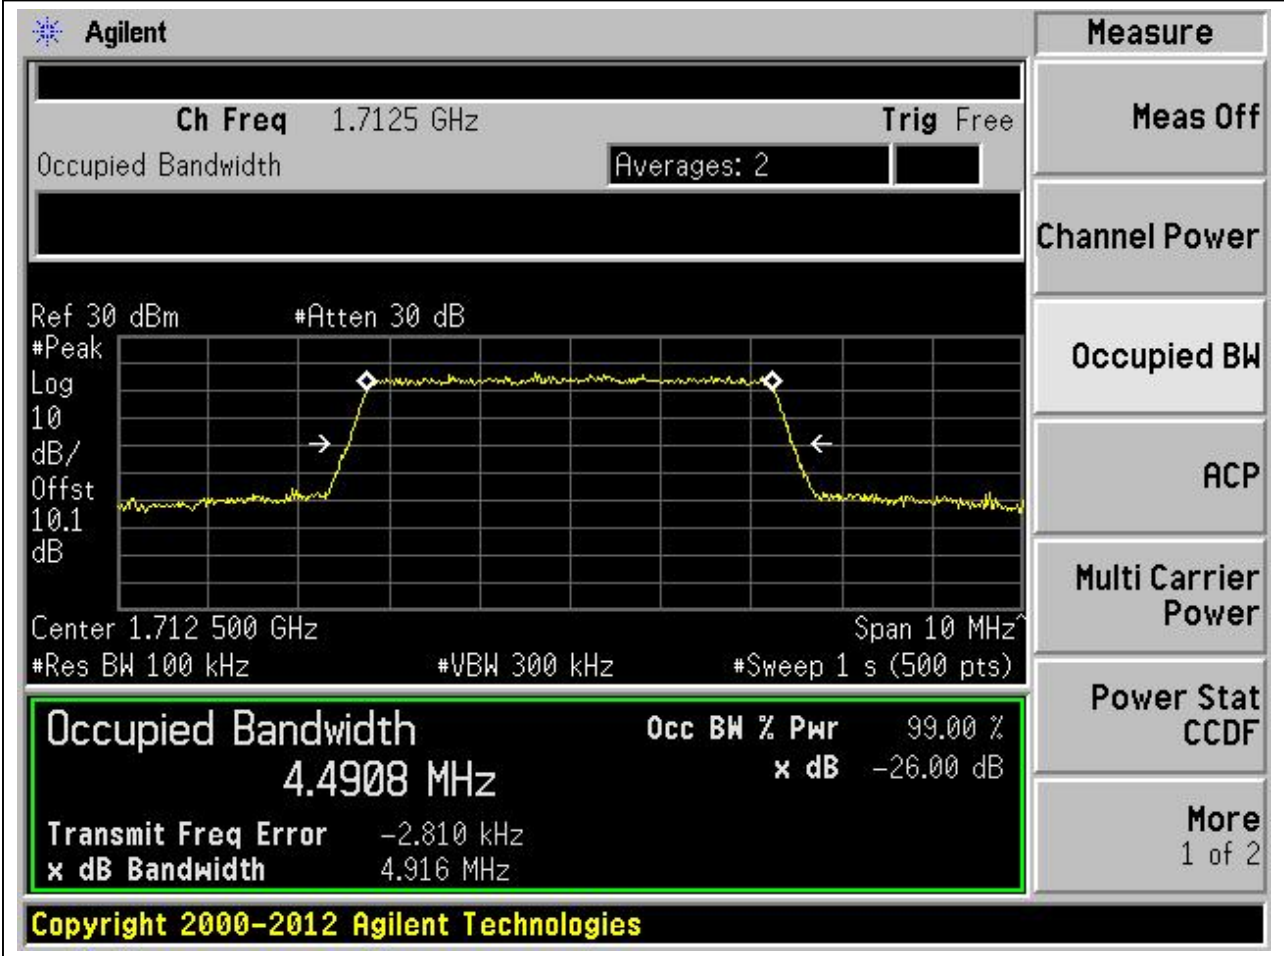 Agilent
Measure
Ch Freq 1.7125 GHz Trig Free
Occupied Bandwidth Averages: 2
Meas Off
Channel Power
Occupied BW
ACP
Multi Carrier
Power
Power Stat
CCDF
More
1 of 2
Ref 30 dBm #Atten 30 dB
#Peak
Log
10
dB/
Offst
10.1
dB
Center 1.712 500 GHz Span 10 MHz^
#Res BW 100 kHz #VBW 300 kHz #Sweep 1 s (500 pts)
Occupied Bandwidth Occ BW % Pwr 99.00 %
4.4908 MHz x dB -26.00 dB
Transmit Freq Error -2.810 kHz
x dB Bandwidth 4.916 MHz
Copyright 2000-2012 Agilent Technologies